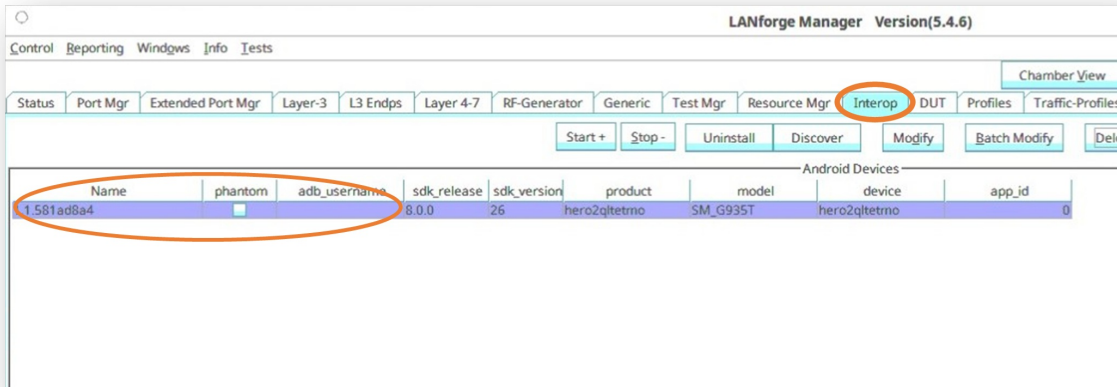 LANforge Manager Version(5.4.6)
Control Reporting Windows Info Tests
Chamber View
Status Port Mgr Extended Port Mgr Layer-3 L3 Endps Layer 4-7 RF-Generator Generic Test Mgr Resource Mgr Interop DUT Profiles Traffic-Profiles
Start + Stop - Uninstall Discover Modify Batch Modify Del
Android Devices
Name phantom adb_username sdk_release sdk_version product model device app_id
1.581ad8a4 8.0.0 26 hero2qltetmo SM_G935T hero2qltetmo 0